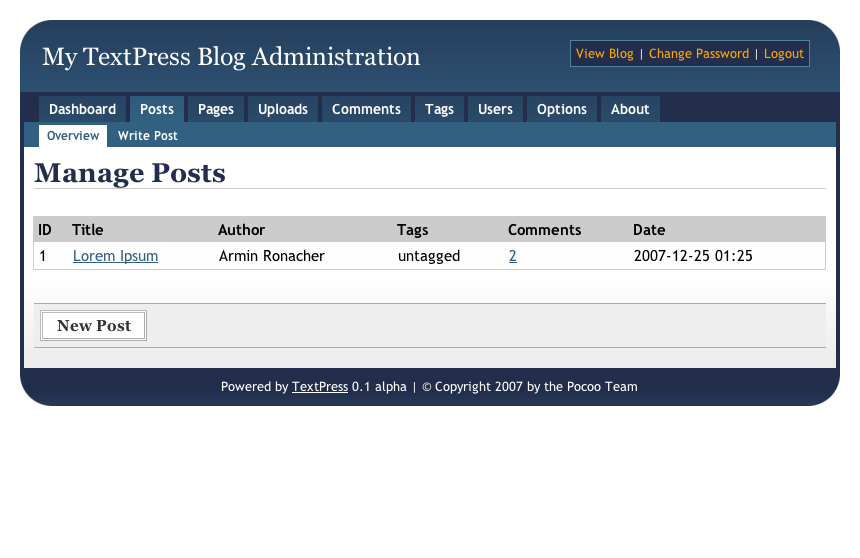 My TextPress Blog Administration
View Blog | Change Password | Logout
Dashboard Posts Pages Uploads Comments Tags Users Options About
Overview Write Post
Manage Posts
ID Title Author Tags Comments Date
1 Lorem Ipsum Armin Ronacher untagged 2 2007-12-25 01:25
New Post
Powered by TextPress 0.1 alpha | © Copyright 2007 by the Pocoo Team